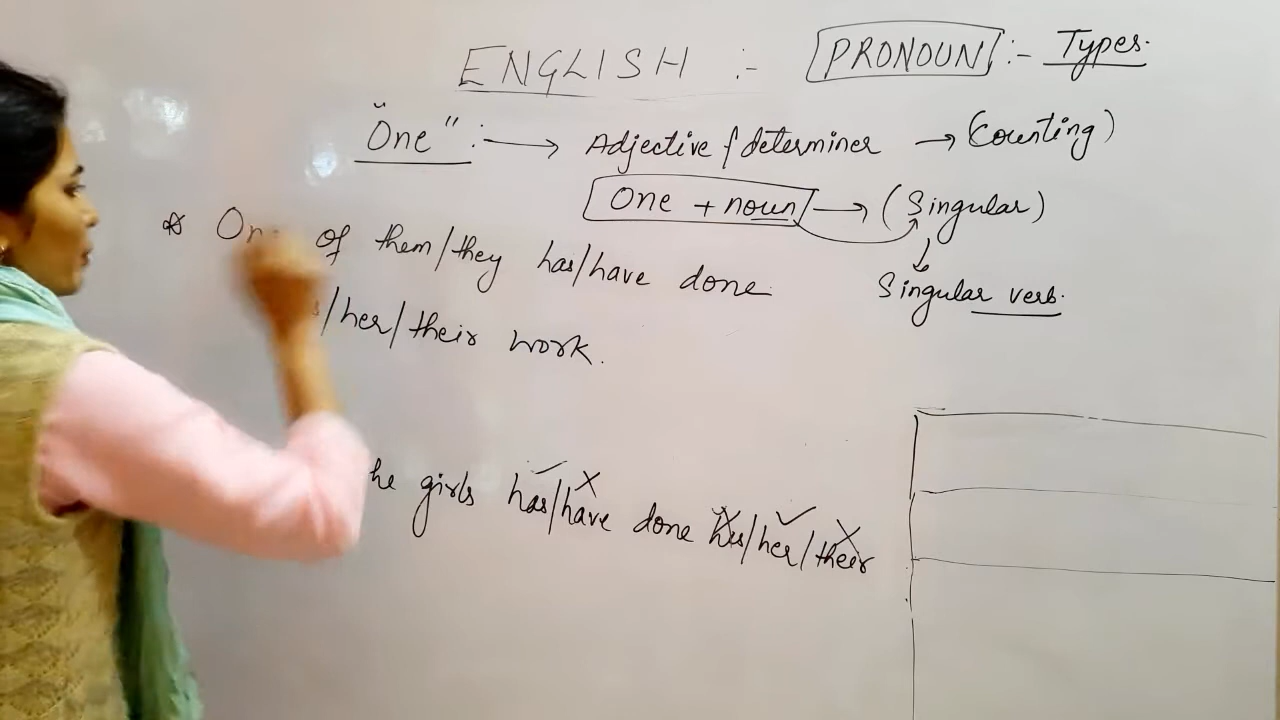 ENGLISH :- PRONOUN :- Types.
"One" : → Adjective / determiner → (Counting)
One + noun → (Singular)
↓
Singular verb.
of them/they has/have done
/her/their work.
girls has/have done his/her/their